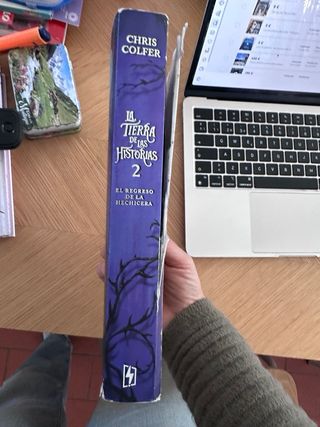 CHRIS
COLFER
LA
TIERRA
DE LAS
HISTORIAS
2
EL REGRESO
DE LA
HECHICERA